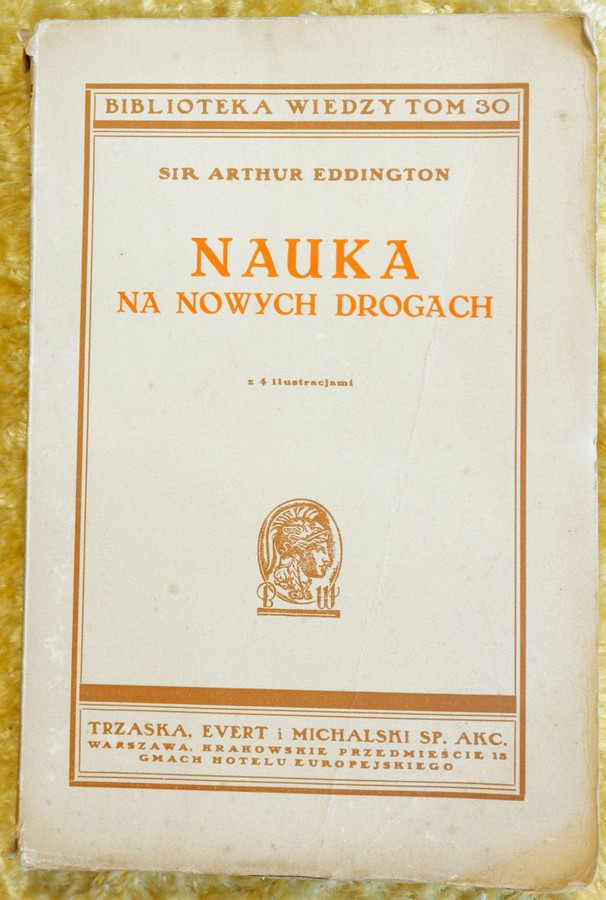 BIBLIOTEKA WIEDZY TOM 30
SIR ARTHUR EDDINGTON
NAUKA
NA NOWYCH DROGACH
z 4 ilustracjami
B W
TRZASKA, EVERT i MICHALSKI SP. AKC.
WARSZAWA, KRAKOWSKIE PRZEDMIEŚCIE 13
GMACH HOTELU EUROPEJSKIEGO